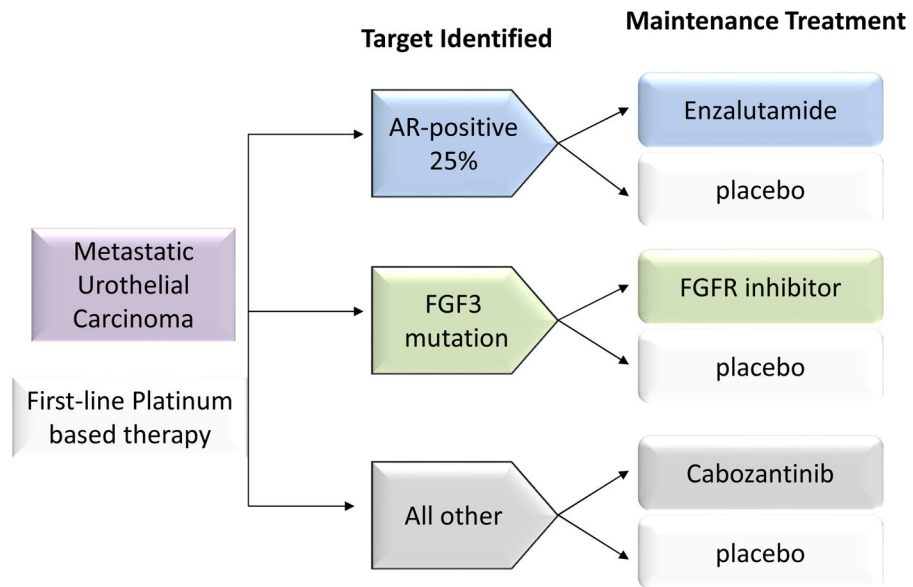 Target Identified
Maintenance Treatment
AR-positive
25%
Enzalutamide
placebo
Metastatic
Urothelial
Carcinoma
First-line Platinum
based therapy
FGF3
mutation
FGFR inhibitor
placebo
All other
Cabozantinib
placebo